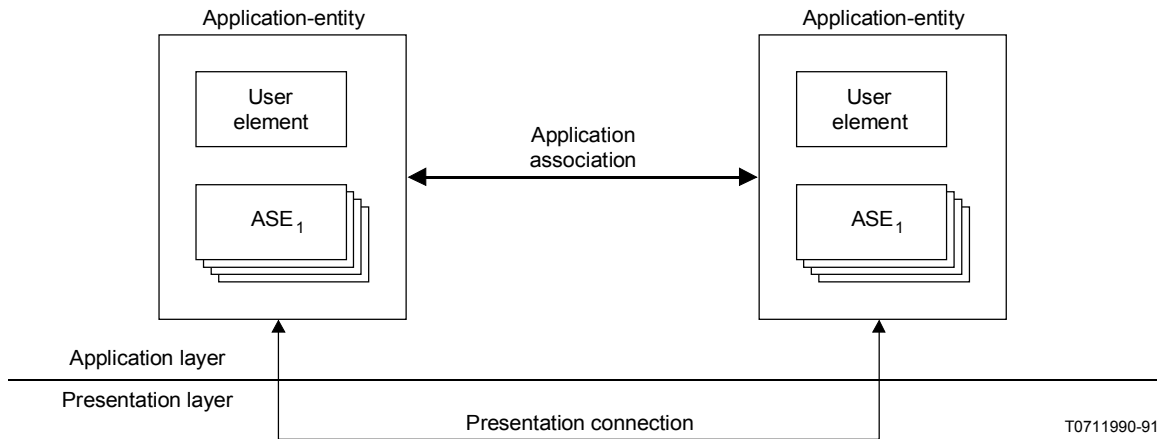 Application-entity
Application-entity
User
element
User
element
Application
association
ASE1
ASE1
Application layer
Presentation layer
Presentation connection
T0711990-91